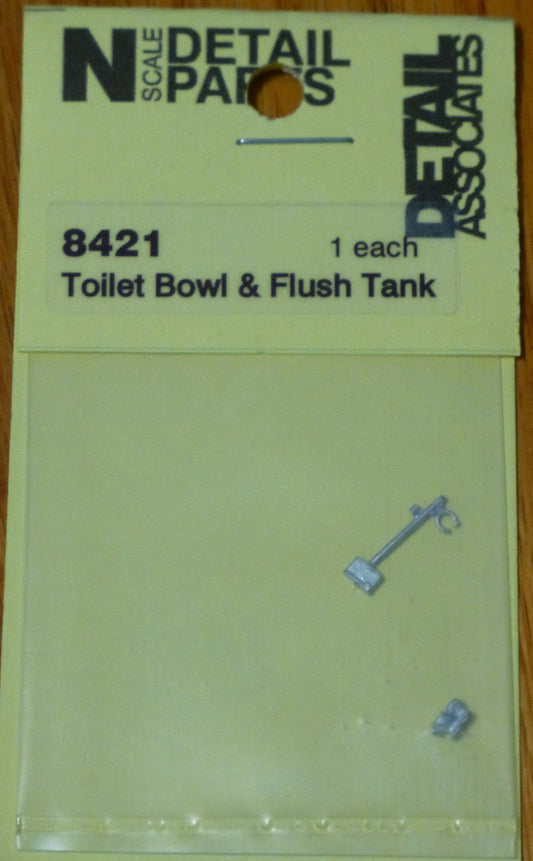 N SCALE DETAIL
PARTS
DETAIL
ASSOCIATES
8421 1 each
Toilet Bowl & Flush Tank